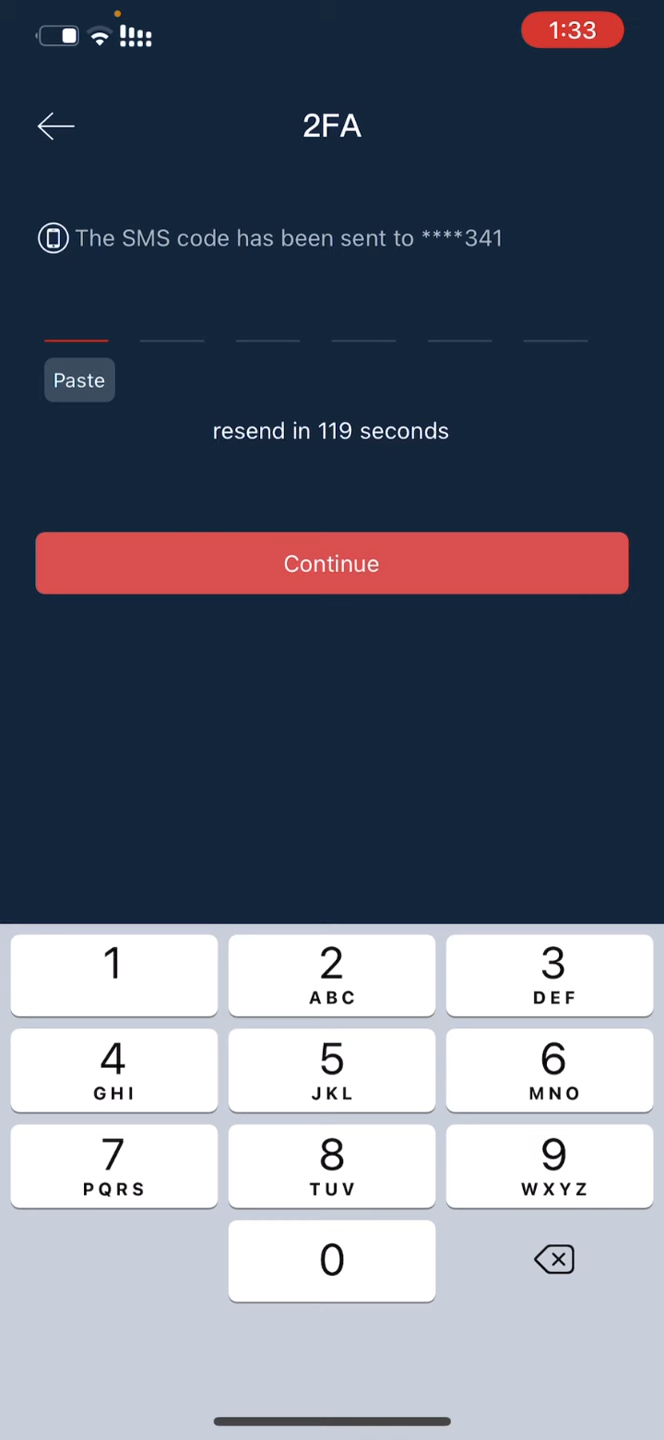 1:33
2FA
The SMS code has been sent to ****341
Paste
resend in 119 seconds
Continue
1
2
ABC
3
DEF
4
GHI
5
JKL
6
MNO
7
PQRS
8
TUV
9
WXYZ
0